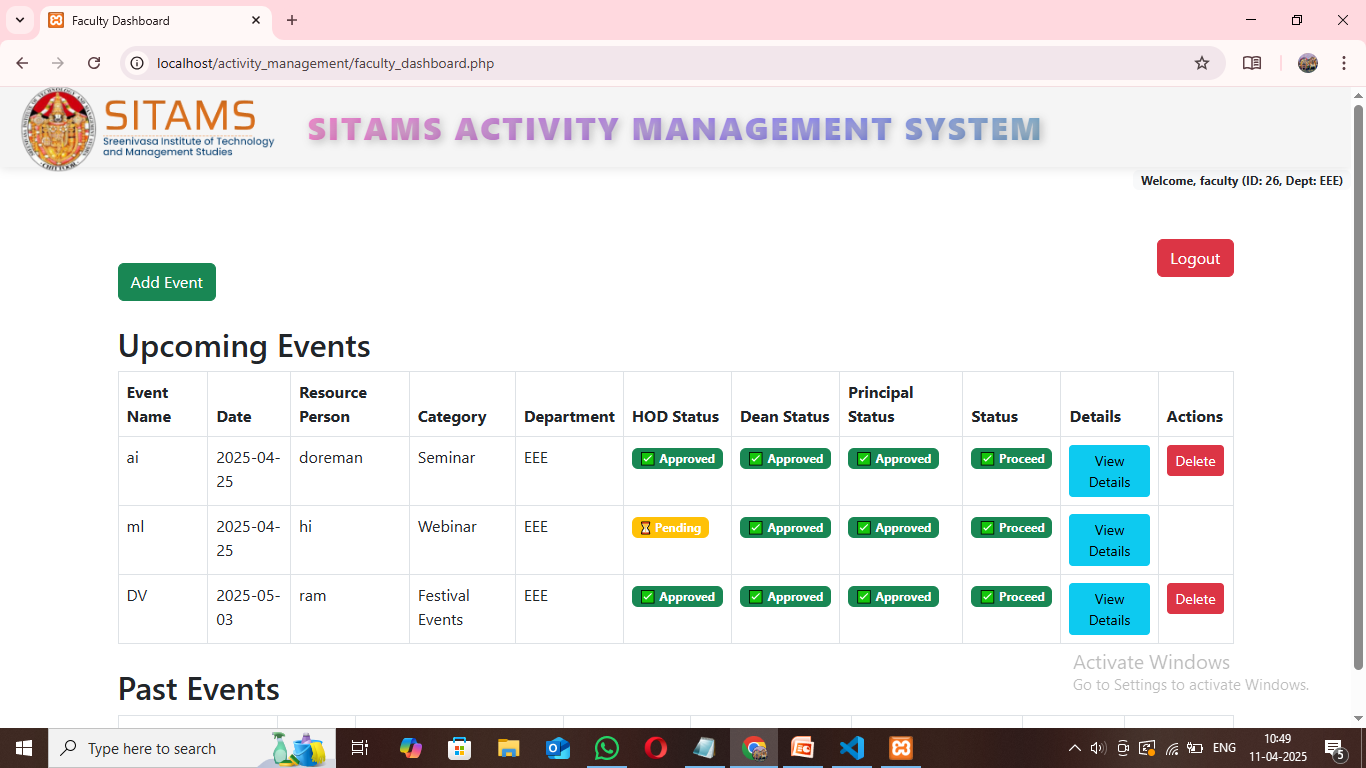 Faculty Dashboard
localhost/activity_management/faculty_dashboard.php
SITAMS
Sreenivasa Institute of Technology
and Management Studies
SITAMS ACTIVITY MANAGEMENT SYSTEM
Welcome, faculty (ID: 26, Dept: EEE)
Logout
Add Event
Upcoming Events
Event Name Date Resource Person Category Department HOD Status Dean Status Principal Status Status Details Actions
ai 2025-04-25 doreman Seminar EEE Approved Approved Approved Proceed View Details Delete
ml 2025-04-25 hi Webinar EEE Pending Approved Approved Proceed View Details
DV 2025-05-03 ram Festival Events EEE Approved Approved Approved Proceed View Details Delete
Activate Windows
Go to Settings to activate Windows.
Past Events
Type here to search
ENG
10:49
11-04-2025
5